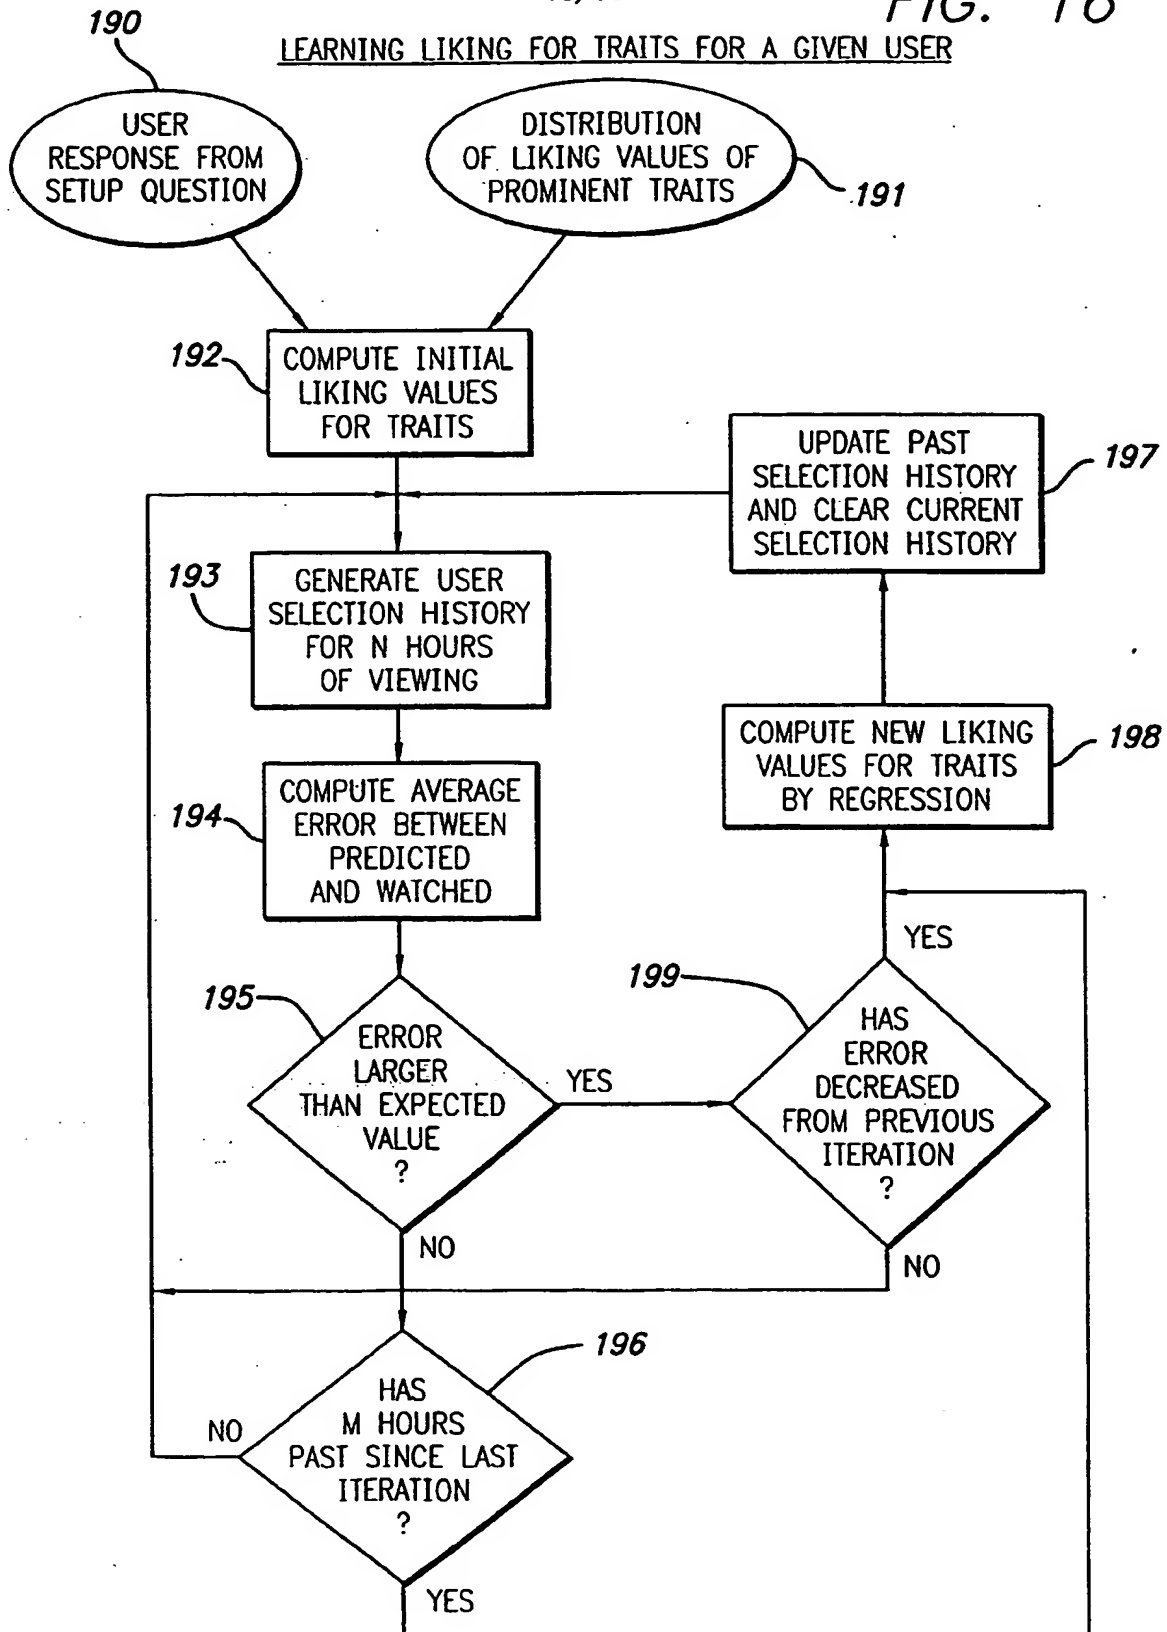 FIG. 16
LEARNING LIKING FOR TRAITS FOR A GIVEN USER
190
USER
RESPONSE FROM
SETUP QUESTION
DISTRIBUTION
OF LIKING VALUES OF
PROMINENT TRAITS
191
192
COMPUTE INITIAL
LIKING VALUES
FOR TRAITS
UPDATE PAST
SELECTION HISTORY
AND CLEAR CURRENT
SELECTION HISTORY
197
193
GENERATE USER
SELECTION HISTORY
FOR N HOURS
OF VIEWING
COMPUTE NEW LIKING
VALUES FOR TRAITS
BY REGRESSION
198
194
COMPUTE AVERAGE
ERROR BETWEEN
PREDICTED
AND WATCHED
195
ERROR
LARGER
THAN EXPECTED
VALUE
?
YES
NO
199
YES
HAS
ERROR
DECREASED
FROM PREVIOUS
ITERATION
?
NO
196
HAS
M HOURS
PAST SINCE LAST
ITERATION
?
NO
YES